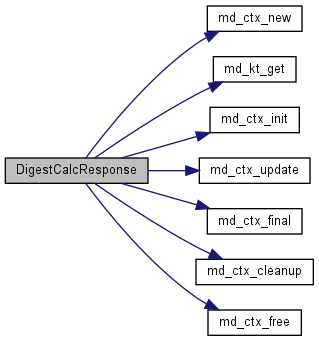 md_ctx_new
md_kt_get
md_ctx_init
DigestCalcResponse
md_ctx_update
md_ctx_final
md_ctx_cleanup
md_ctx_free